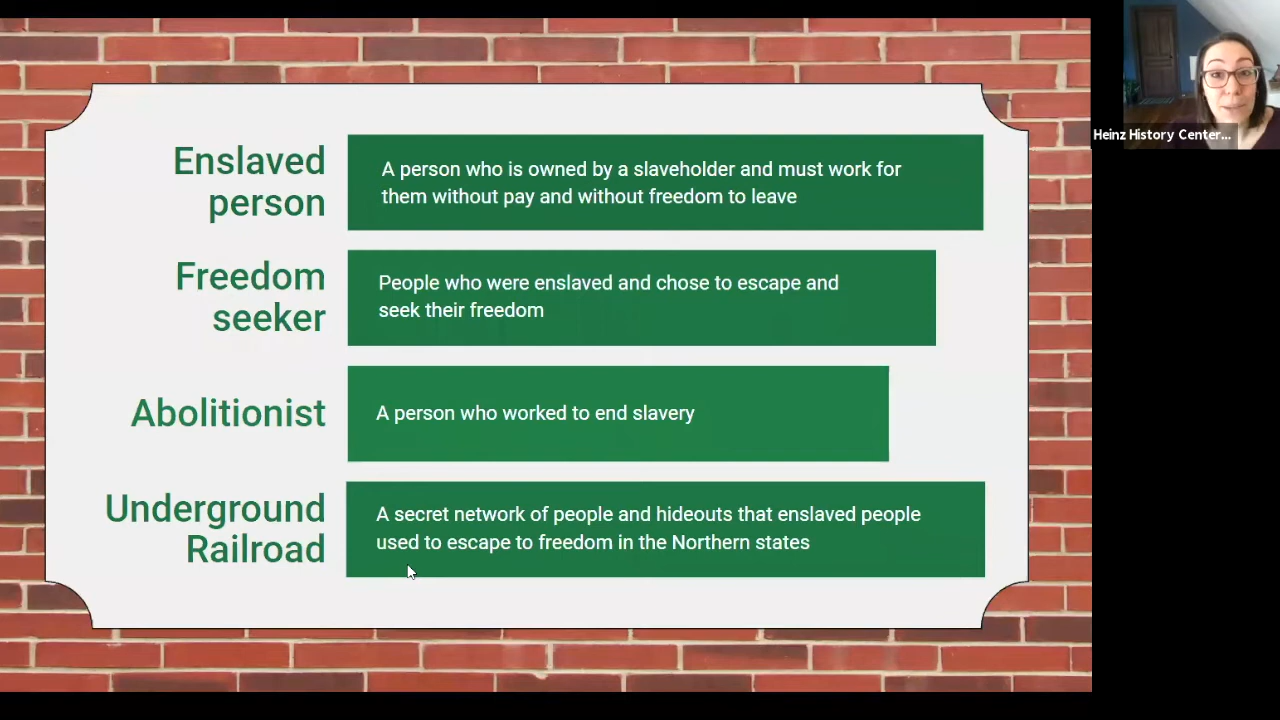 Enslaved
person
A person who is owned by a slaveholder and must work for
them without pay and without freedom to leave
Freedom
seeker
People who were enslaved and chose to escape and
seek their freedom
Abolitionist
A person who worked to end slavery
Underground
Railroad
A secret network of people and hideouts that enslaved people
used to escape to freedom in the Northern states
Heinz History Center...